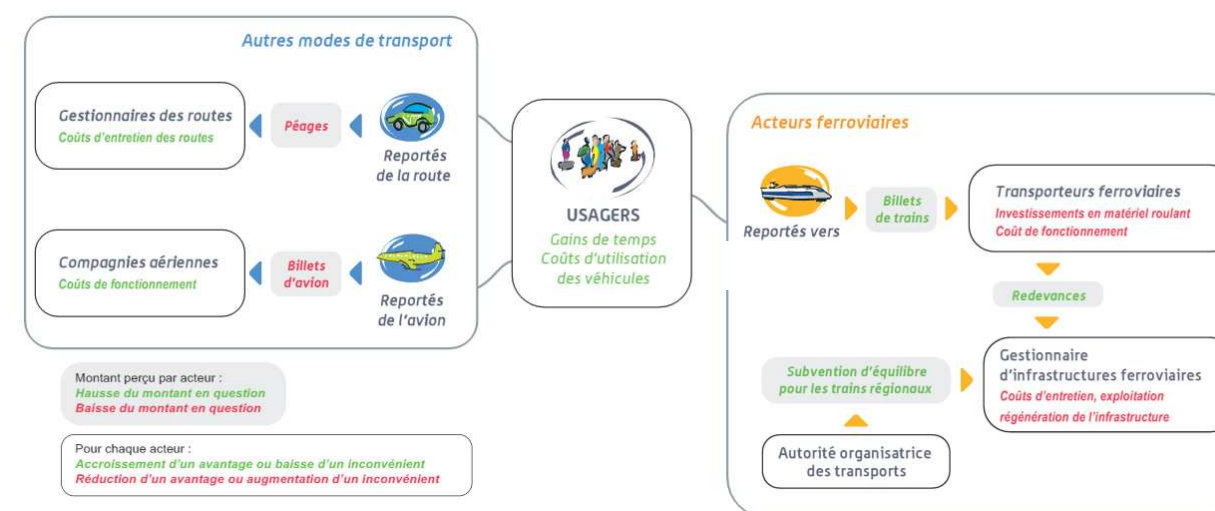 Autres modes de transport
Gestionnaires des routes
Coûts d'entretien des routes
Péages
Reportés
de la route
Compagnies aériennes
Coûts de fonctionnement
Billets
d'avion
Reportés
de l'avion
USAGERS
Gains de temps
Coûts d'utilisation
des véhicules
Acteurs ferroviaires
Reportés vers
Billets
de trains
Transporteurs ferroviaires
Investissements en matériel roulant
Coût de fonctionnement
Redevances
Subvention d'équilibre
pour les trains régionaux
Gestionnaire
d'infrastructures ferroviaires
Coûts d'entretien, exploitation
régénération de l'infrastructure
Autorité organisatrice
des transports
Montant perçu par acteur :
Hausse du montant en question
Baisse du montant en question
Pour chaque acteur :
Accroissement d'un avantage ou baisse d'un inconvénient
Réduction d'un avantage ou augmentation d'un inconvénient